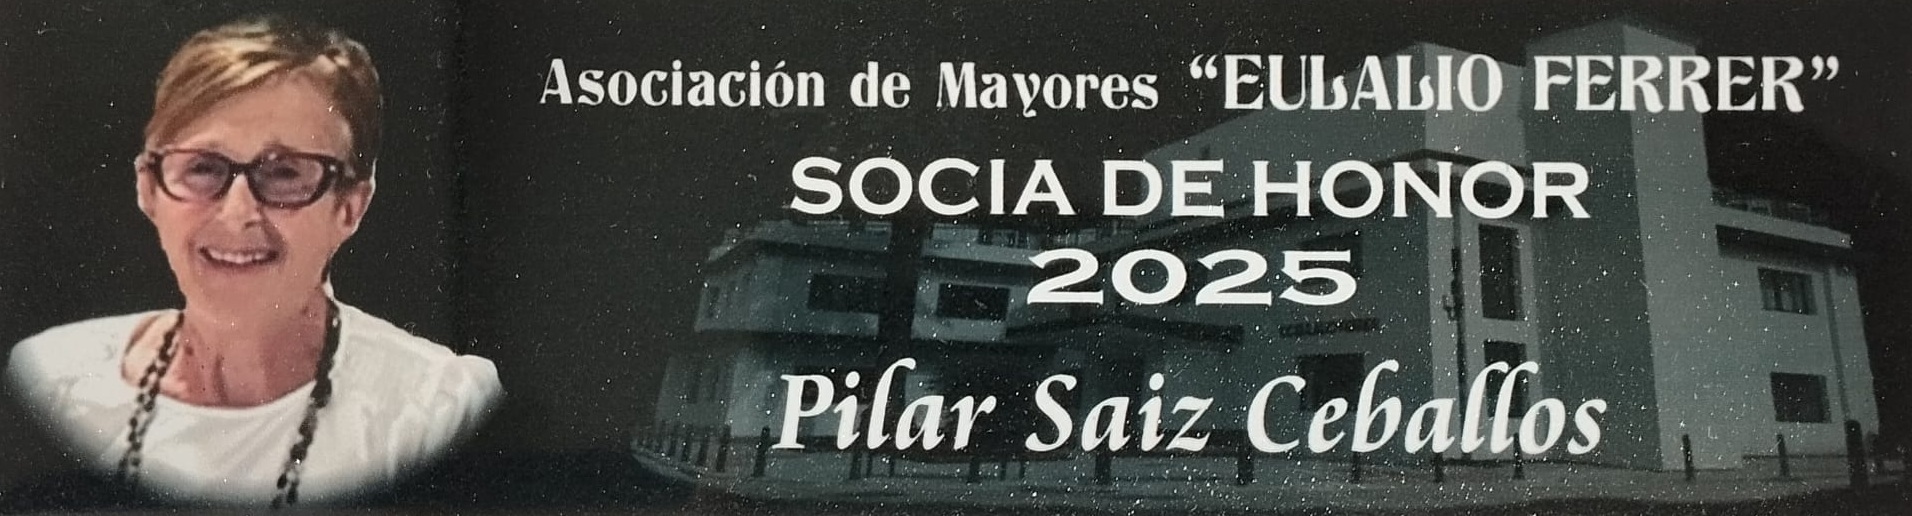 Asociación de Mayores “EULALIO FERRER”
SOCIA DE HONOR
2025
Pilar Saiz Ceballos